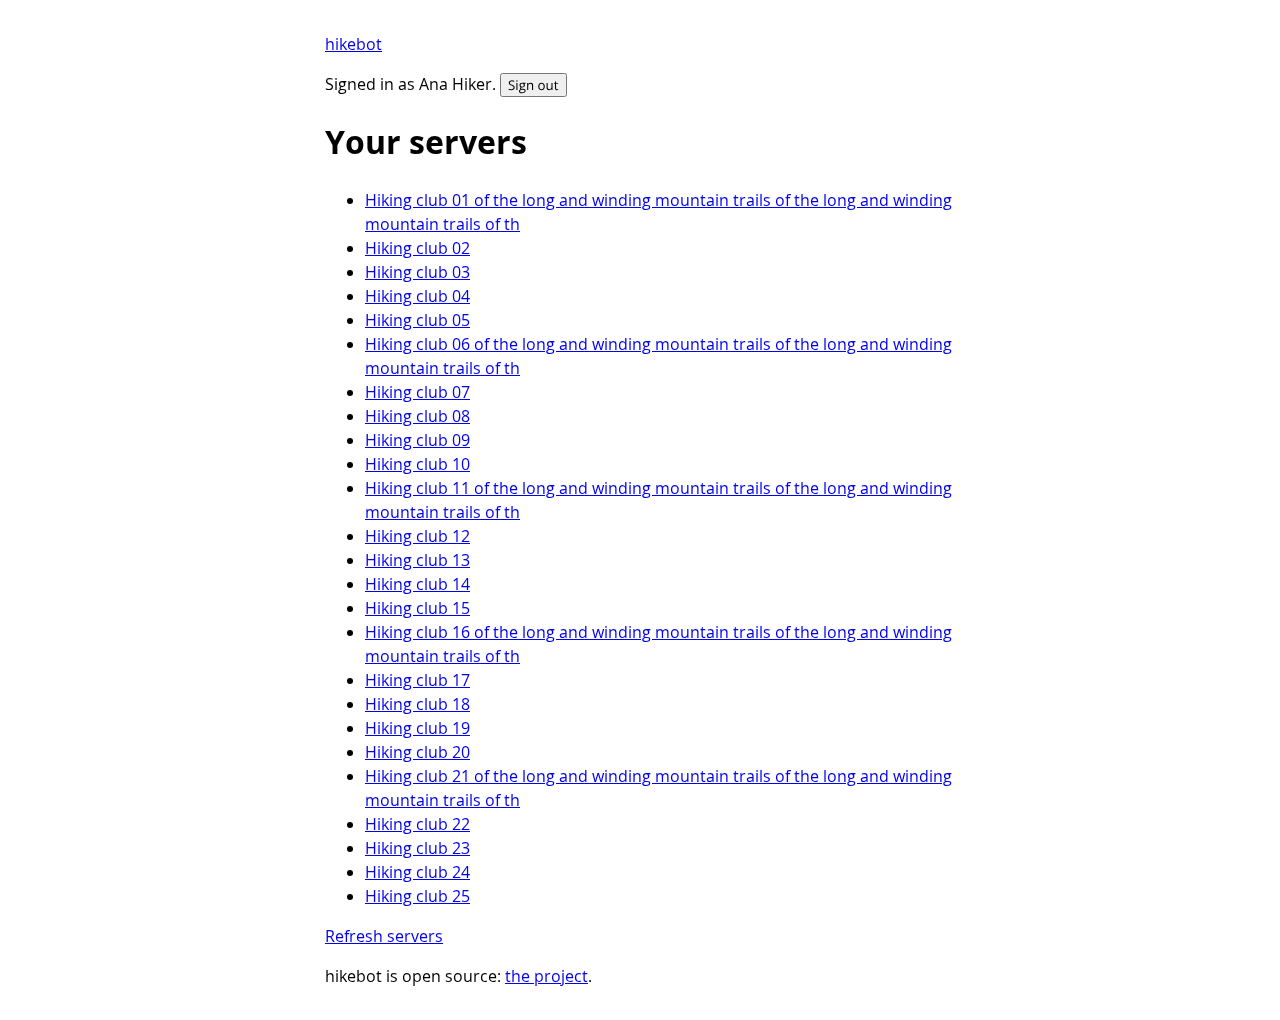 hikebot
Signed in as Ana Hiker. Sign out
Your servers
Hiking club 01 of the long and winding mountain trails of the long and winding
mountain trails of th
Hiking club 02
Hiking club 03
Hiking club 04
Hiking club 05
Hiking club 06 of the long and winding mountain trails of the long and winding
mountain trails of th
Hiking club 07
Hiking club 08
Hiking club 09
Hiking club 10
Hiking club 11 of the long and winding mountain trails of the long and winding
mountain trails of th
Hiking club 12
Hiking club 13
Hiking club 14
Hiking club 15
Hiking club 16 of the long and winding mountain trails of the long and winding
mountain trails of th
Hiking club 17
Hiking club 18
Hiking club 19
Hiking club 20
Hiking club 21 of the long and winding mountain trails of the long and winding
mountain trails of th
Hiking club 22
Hiking club 23
Hiking club 24
Hiking club 25
Refresh servers
hikebot is open source: the project.